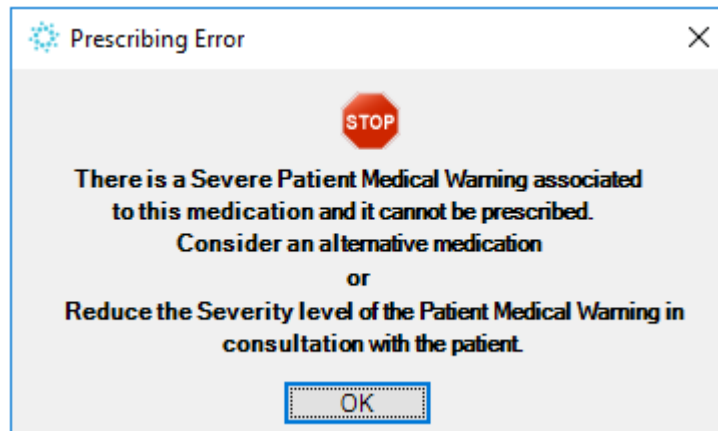 Prescribing Error
STOP
There is a Severe Patient Medical Warning associated
to this medication and it cannot be prescribed.
Consider an alternative medication
or
Reduce the Severity level of the Patient Medical Warning in
consultation with the patient.
OK